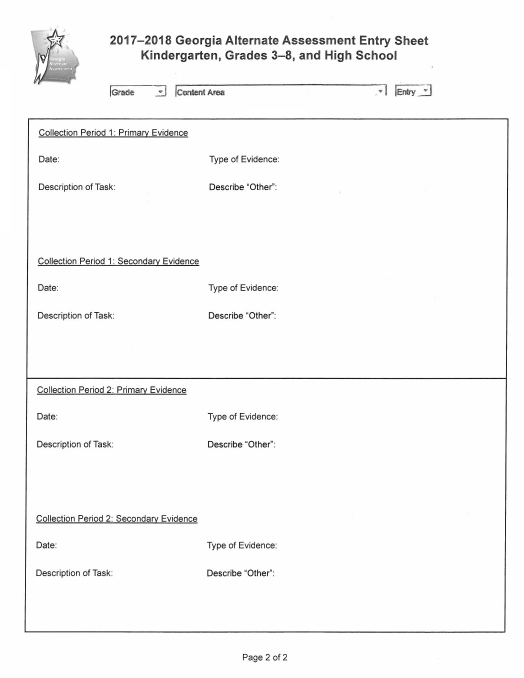 Georgia
Alternate
Assessment
2017–2018 Georgia Alternate Assessment Entry Sheet
Kindergarten, Grades 3–8, and High School
Grade Content Area Entry
Collection Period 1: Primary Evidence
Date: Type of Evidence:
Description of Task: Describe "Other":
Collection Period 1: Secondary Evidence
Date: Type of Evidence:
Description of Task: Describe "Other":
Collection Period 2: Primary Evidence
Date: Type of Evidence:
Description of Task: Describe "Other":
Collection Period 2: Secondary Evidence
Date: Type of Evidence:
Description of Task: Describe "Other":
Page 2 of 2